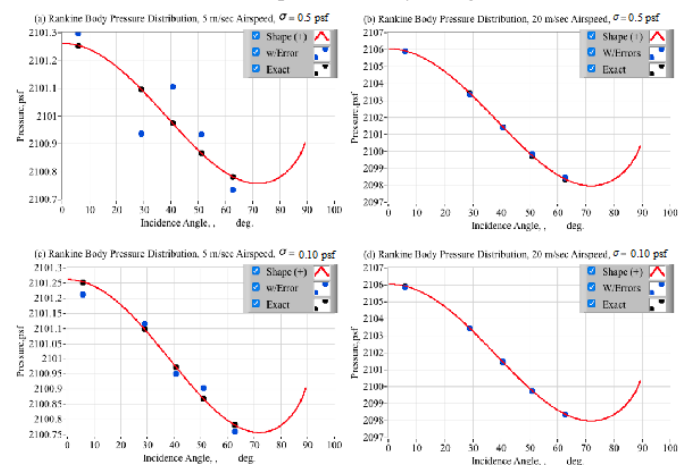 (a) Rankine Body Pressure Distribution, 5 m/sec Airspeed, σ = 0.5 psf
Shape (+)
w/Error
Exact
Pressure,psf
2101.3
2101.2
2101.1
2101
2100.9
2100.8
2100.7
0 10 20 30 40 50 60 70 80 90 100
Incidence Angle, , deg.
(b) Rankine Body Pressure Distribution, 20 m/sec Airspeed, σ = 0.5 psf
Shape (+)
W/Errors
Exact
Pressure,psf
2106
2105
2104
2103
2102
2101
2100
2099
2098
2097
0 10 20 30 40 50 60 70 80 90 100
Incidence Angle, , deg.
(c) Rankine Body Pressure Distribution, 5 m/sec Airspeed, σ = 0.10 psf
Shape (+)
w/Error
Exact
Pressure,psf
2101.3
2101.25
2101.2
2101.15
2101.1
2101.05
2101
2100.95
2100.9
2100.85
2100.8
2100.75
0 10 20 30 40 50 60 70 80 90 100
Incidence Angle, , deg.
(d) Rankine Body Pressure Distribution, 20 m/sec Airspeed, σ = 0.10 psf
Shape (+)
W/Errors
Exact
Pressure,psf
2107
2106
2105
2104
2103
2102
2101
2100
2099
2098
2097
0 10 20 30 40 50 60 70 80 90 100
Incidence Angle, , deg.